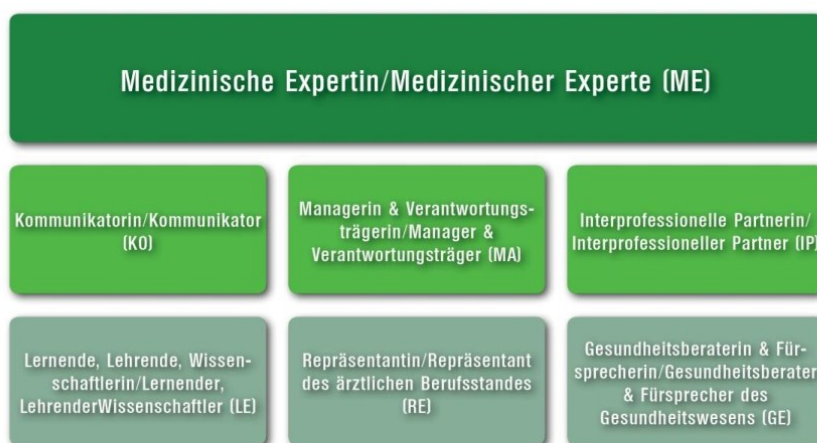 Medizinische Expertin/Medizinischer Experte (ME)
Kommunikatorin/Kommunikator
(KO)
Managerin & Verantwortungs-
trägerin/Manager &
Verantwortungsträger (MA)
Interprofessionelle Partnerin/
Interprofessioneller Partner (IP)
Lernende, Lehrende, Wissen-
schaftlerin/Lernender,
LehrenderWissenschaftler (LE)
Repräsentantin/Repräsentant
des ärztlichen Berufsstandes
(RE)
Gesundheitsberaterin & Für-
sprecherin/Gesundheitsberater
& Fürsprecher des
Gesundheitswesens (GE)